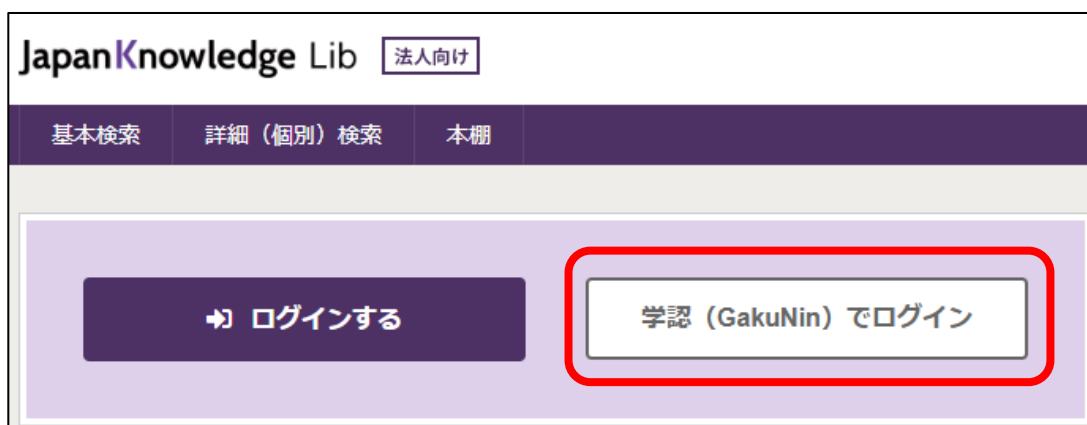 JapanKnowledge Lib 法人向け
基本検索 詳細（個別）検索 本棚
ログインする 学認（GakuNin）でログイン